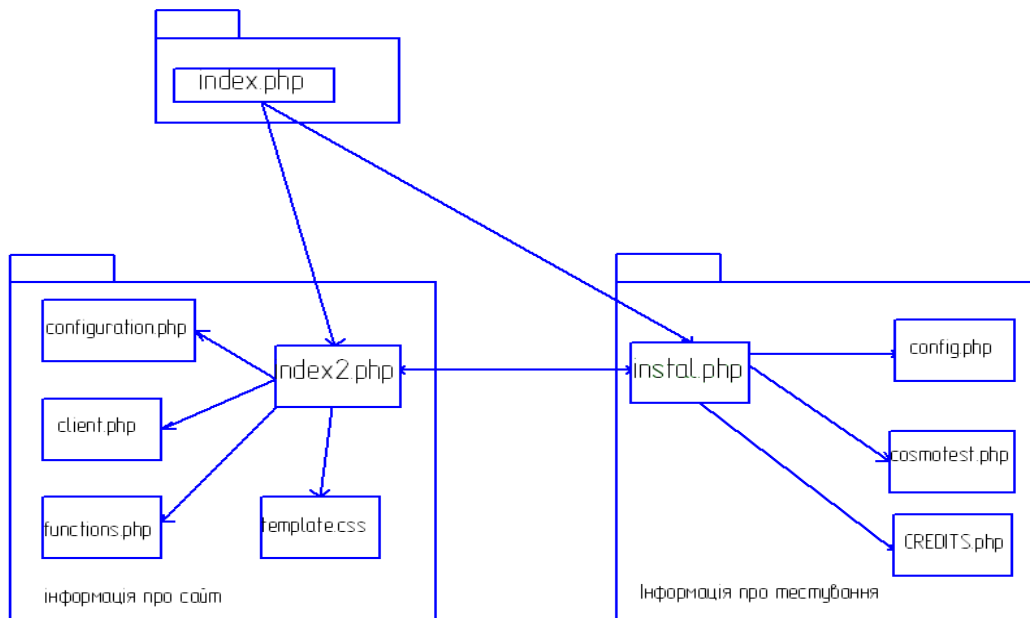 index.php
configuration.php
ndex2.php
client.php
functions.php
template.css
інформація про сайт
instal.php
config.php
cosmotest.php
CREDITS.php
Інформація про тестування